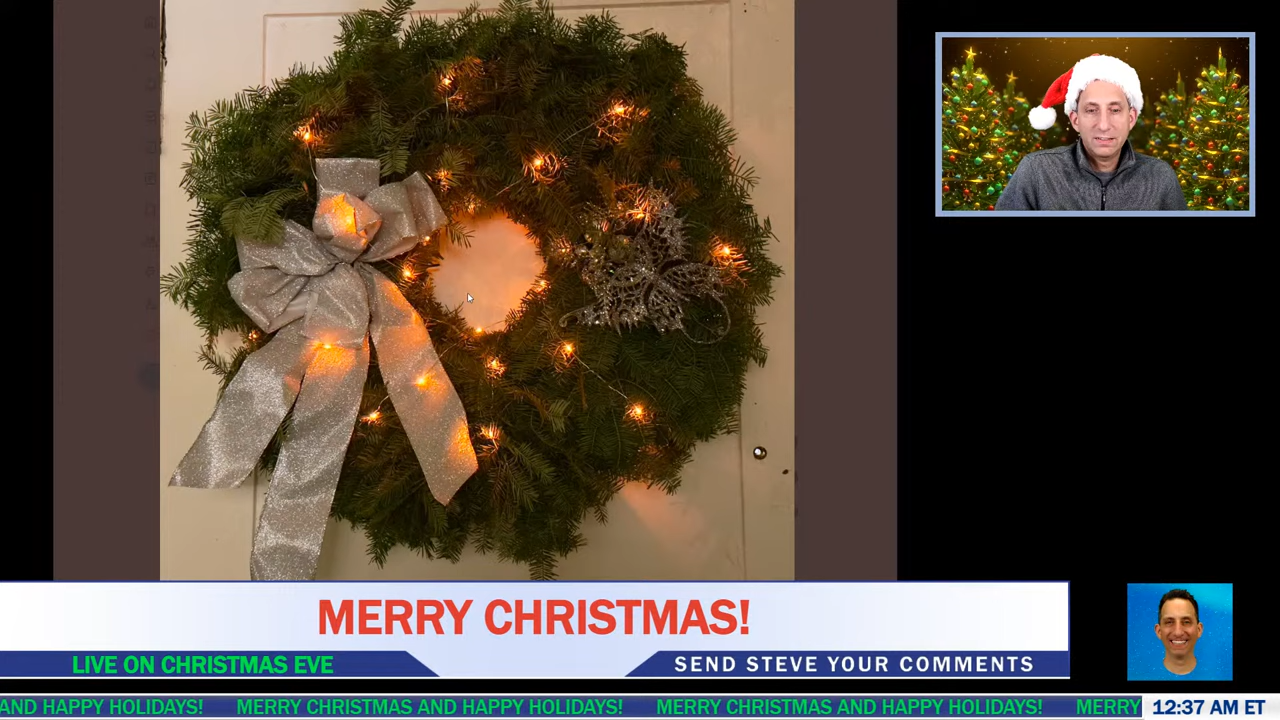 MERRY CHRISTMAS!
LIVE ON CHRISTMAS EVE
SEND STEVE YOUR COMMENTS
AND HAPPY HOLIDAYS! MERRY CHRISTMAS AND HAPPY HOLIDAYS! MERRY CHRISTMAS AND HAPPY HOLIDAYS! MERRY
12:37 AM ET